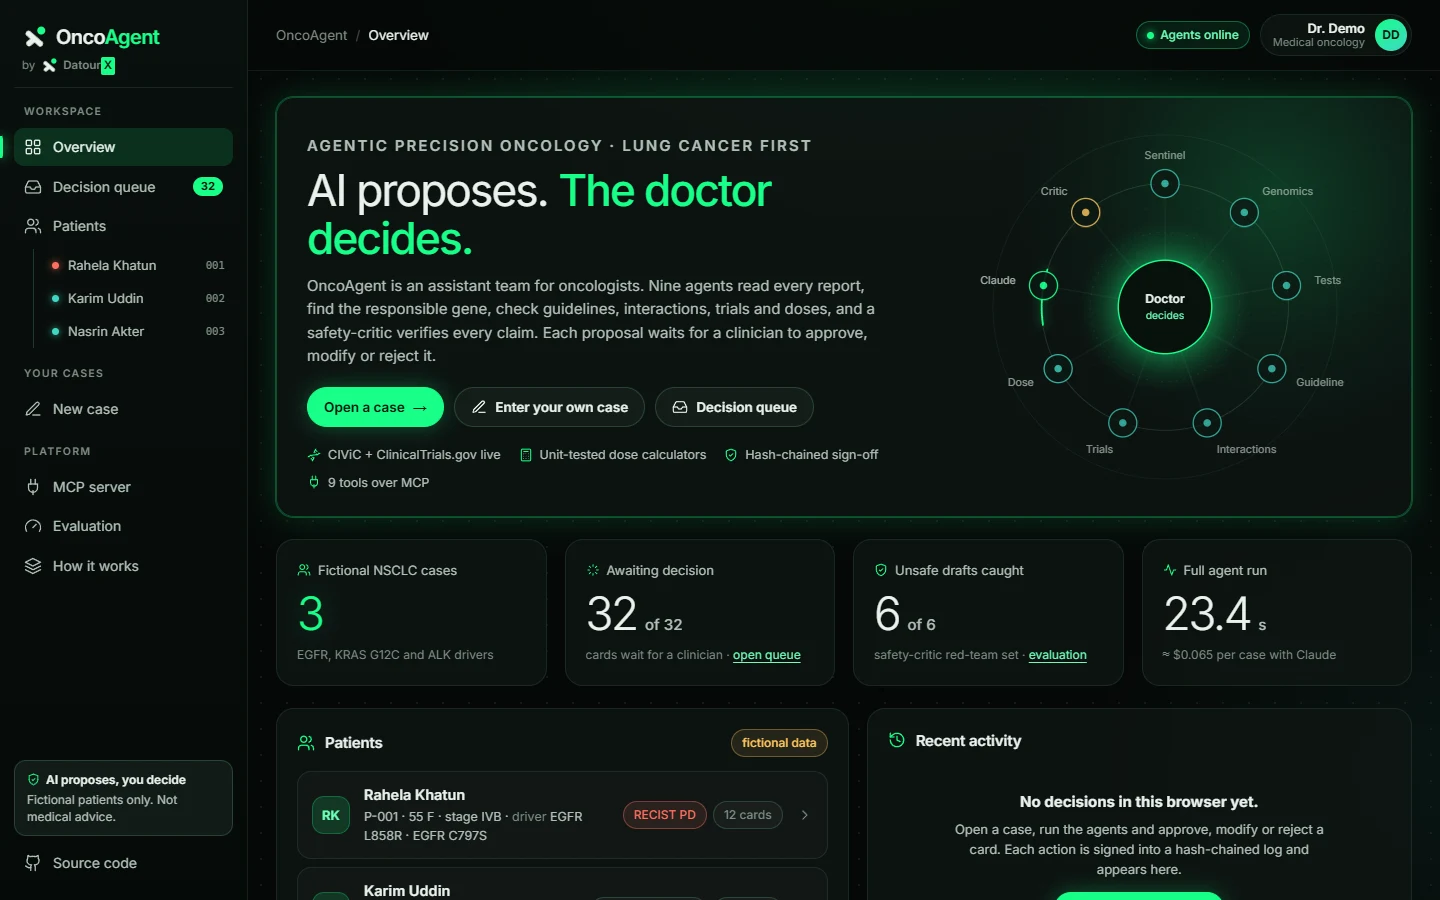 OncoAgent
by DatourX
WORKSPACE
Overview
Decision queue 32
Patients
Rahela Khatun 001
Karim Uddin 002
Nasrin Akter 003
YOUR CASES
New case
PLATFORM
MCP server
Evaluation
How it works
AI proposes, you decide
Fictional patients only. Not
medical advice.
Source code
OncoAgent / Overview
Agents online
Dr. Demo
Medical oncology
DD
AGENTIC PRECISION ONCOLOGY · LUNG CANCER FIRST
AI proposes. The doctor
decides.
OncoAgent is an assistant team for oncologists. Nine agents read every report,
find the responsible gene, check guidelines, interactions, trials and doses, and a
safety-critic verifies every claim. Each proposal waits for a clinician to approve,
modify or reject it.
Open a case →
Enter your own case
Decision queue
CIViC + ClinicalTrials.gov live
Unit-tested dose calculators
Hash-chained sign-off
9 tools over MCP
Sentinel
Critic
Genomics
Claude
Tests
Doctor
decides
Dose
Guideline
Trials
Interactions
Fictional NSCLC cases
3
EGFR, KRAS G12C and ALK drivers
Awaiting decision
32 of 32
cards wait for a clinician · open queue
Unsafe drafts caught
6 of 6
safety-critic red-team set · evaluation
Full agent run
23.4 s
≈ $0.065 per case with Claude
Patients
fictional data
RK
Rahela Khatun
P-001 · 55 F · stage IVB · driver EGFR
L858R · EGFR C797S
RECIST PD
12 cards
Karim Uddin
Recent activity
No decisions in this browser yet.
Open a case, run the agents and approve, modify or reject a
card. Each action is signed into a hash-chained log and
appears here.